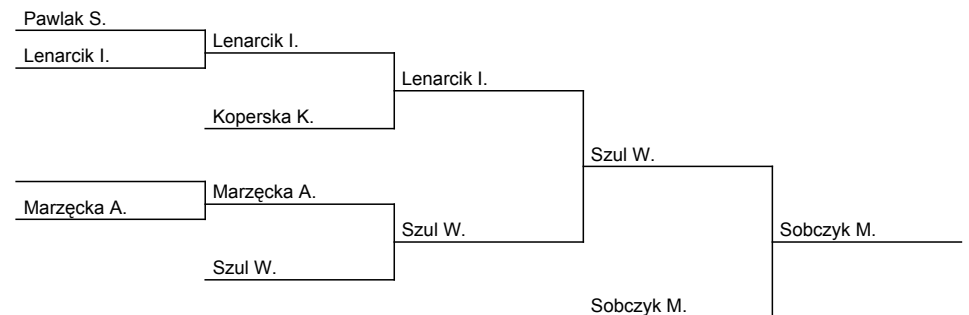 Pawlak S.
Lenarcik I.
Lenarcik I.
Lenarcik I.
Koperska K.
Szul W.
Marzęcka A.
Marzęcka A.
Szul W.
Sobczyk M.
Szul W.
Sobczyk M.